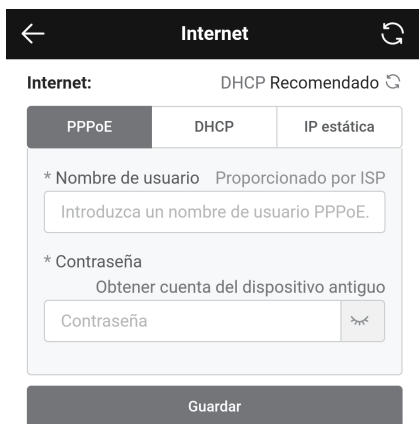 Internet
Internet: DHCP Recomendado
PPPoE DHCP IP estática
* Nombre de usuario Proporcionado por ISP
Introduzca un nombre de usuario PPPoE.
* Contraseña
Obtener cuenta del dispositivo antiguo
Contraseña
Guardar